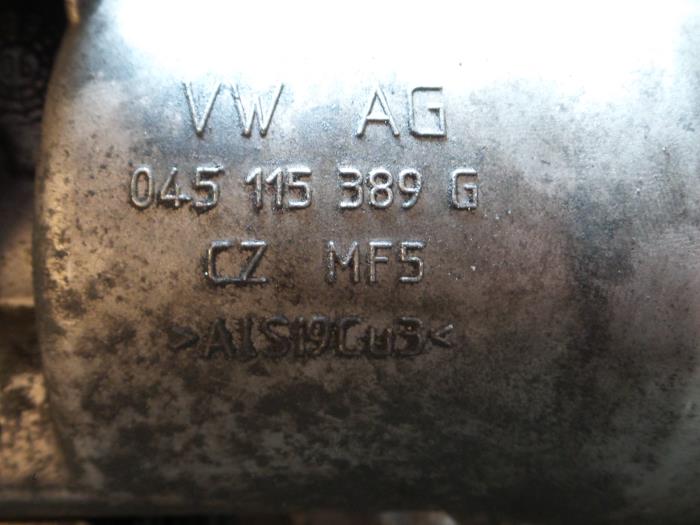 VW AG
045 115 389 G
CZ MF5
>AlSi9Cu3<